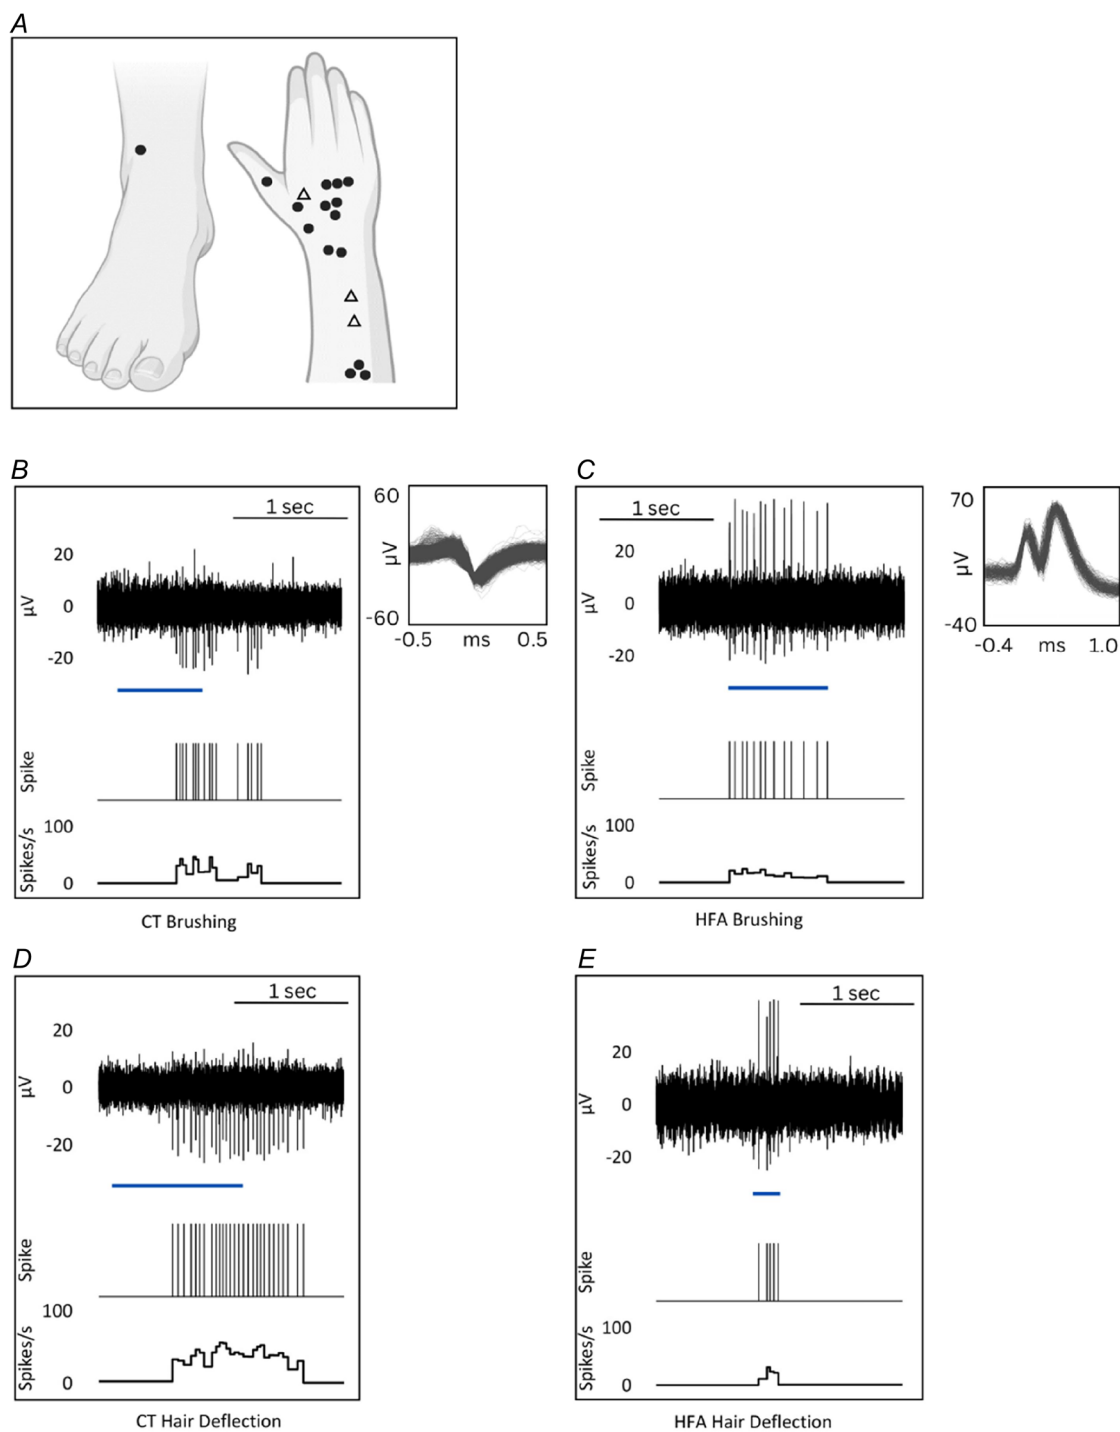 A
B
1 sec
20
µV
0
-20
Spike
100
Spikes/s
0
CT Brushing
60
µV
-60
-0.5
ms
0.5
C
1 sec
20
µV
0
-20
Spike
100
Spikes/s
0
HFA Brushing
70
µV
-40
-0.4
ms
1.0
D
1 sec
20
µV
0
-20
Spike
100
Spikes/s
0
CT Hair Deflection
E
1 sec
20
µV
0
-20
Spike
100
Spikes/s
0
HFA Hair Deflection